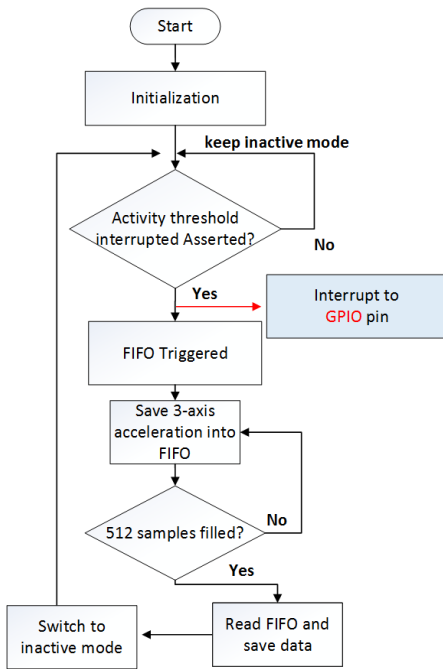 Start
Initialization
keep inactive mode
Activity threshold
interrupted Asserted?
No
Yes
Interrupt to
GPIO pin
FIFO Triggered
Save 3-axis
acceleration into
FIFO
512 samples filled?
No
Yes
Switch to
inactive mode
Read FIFO and
save data